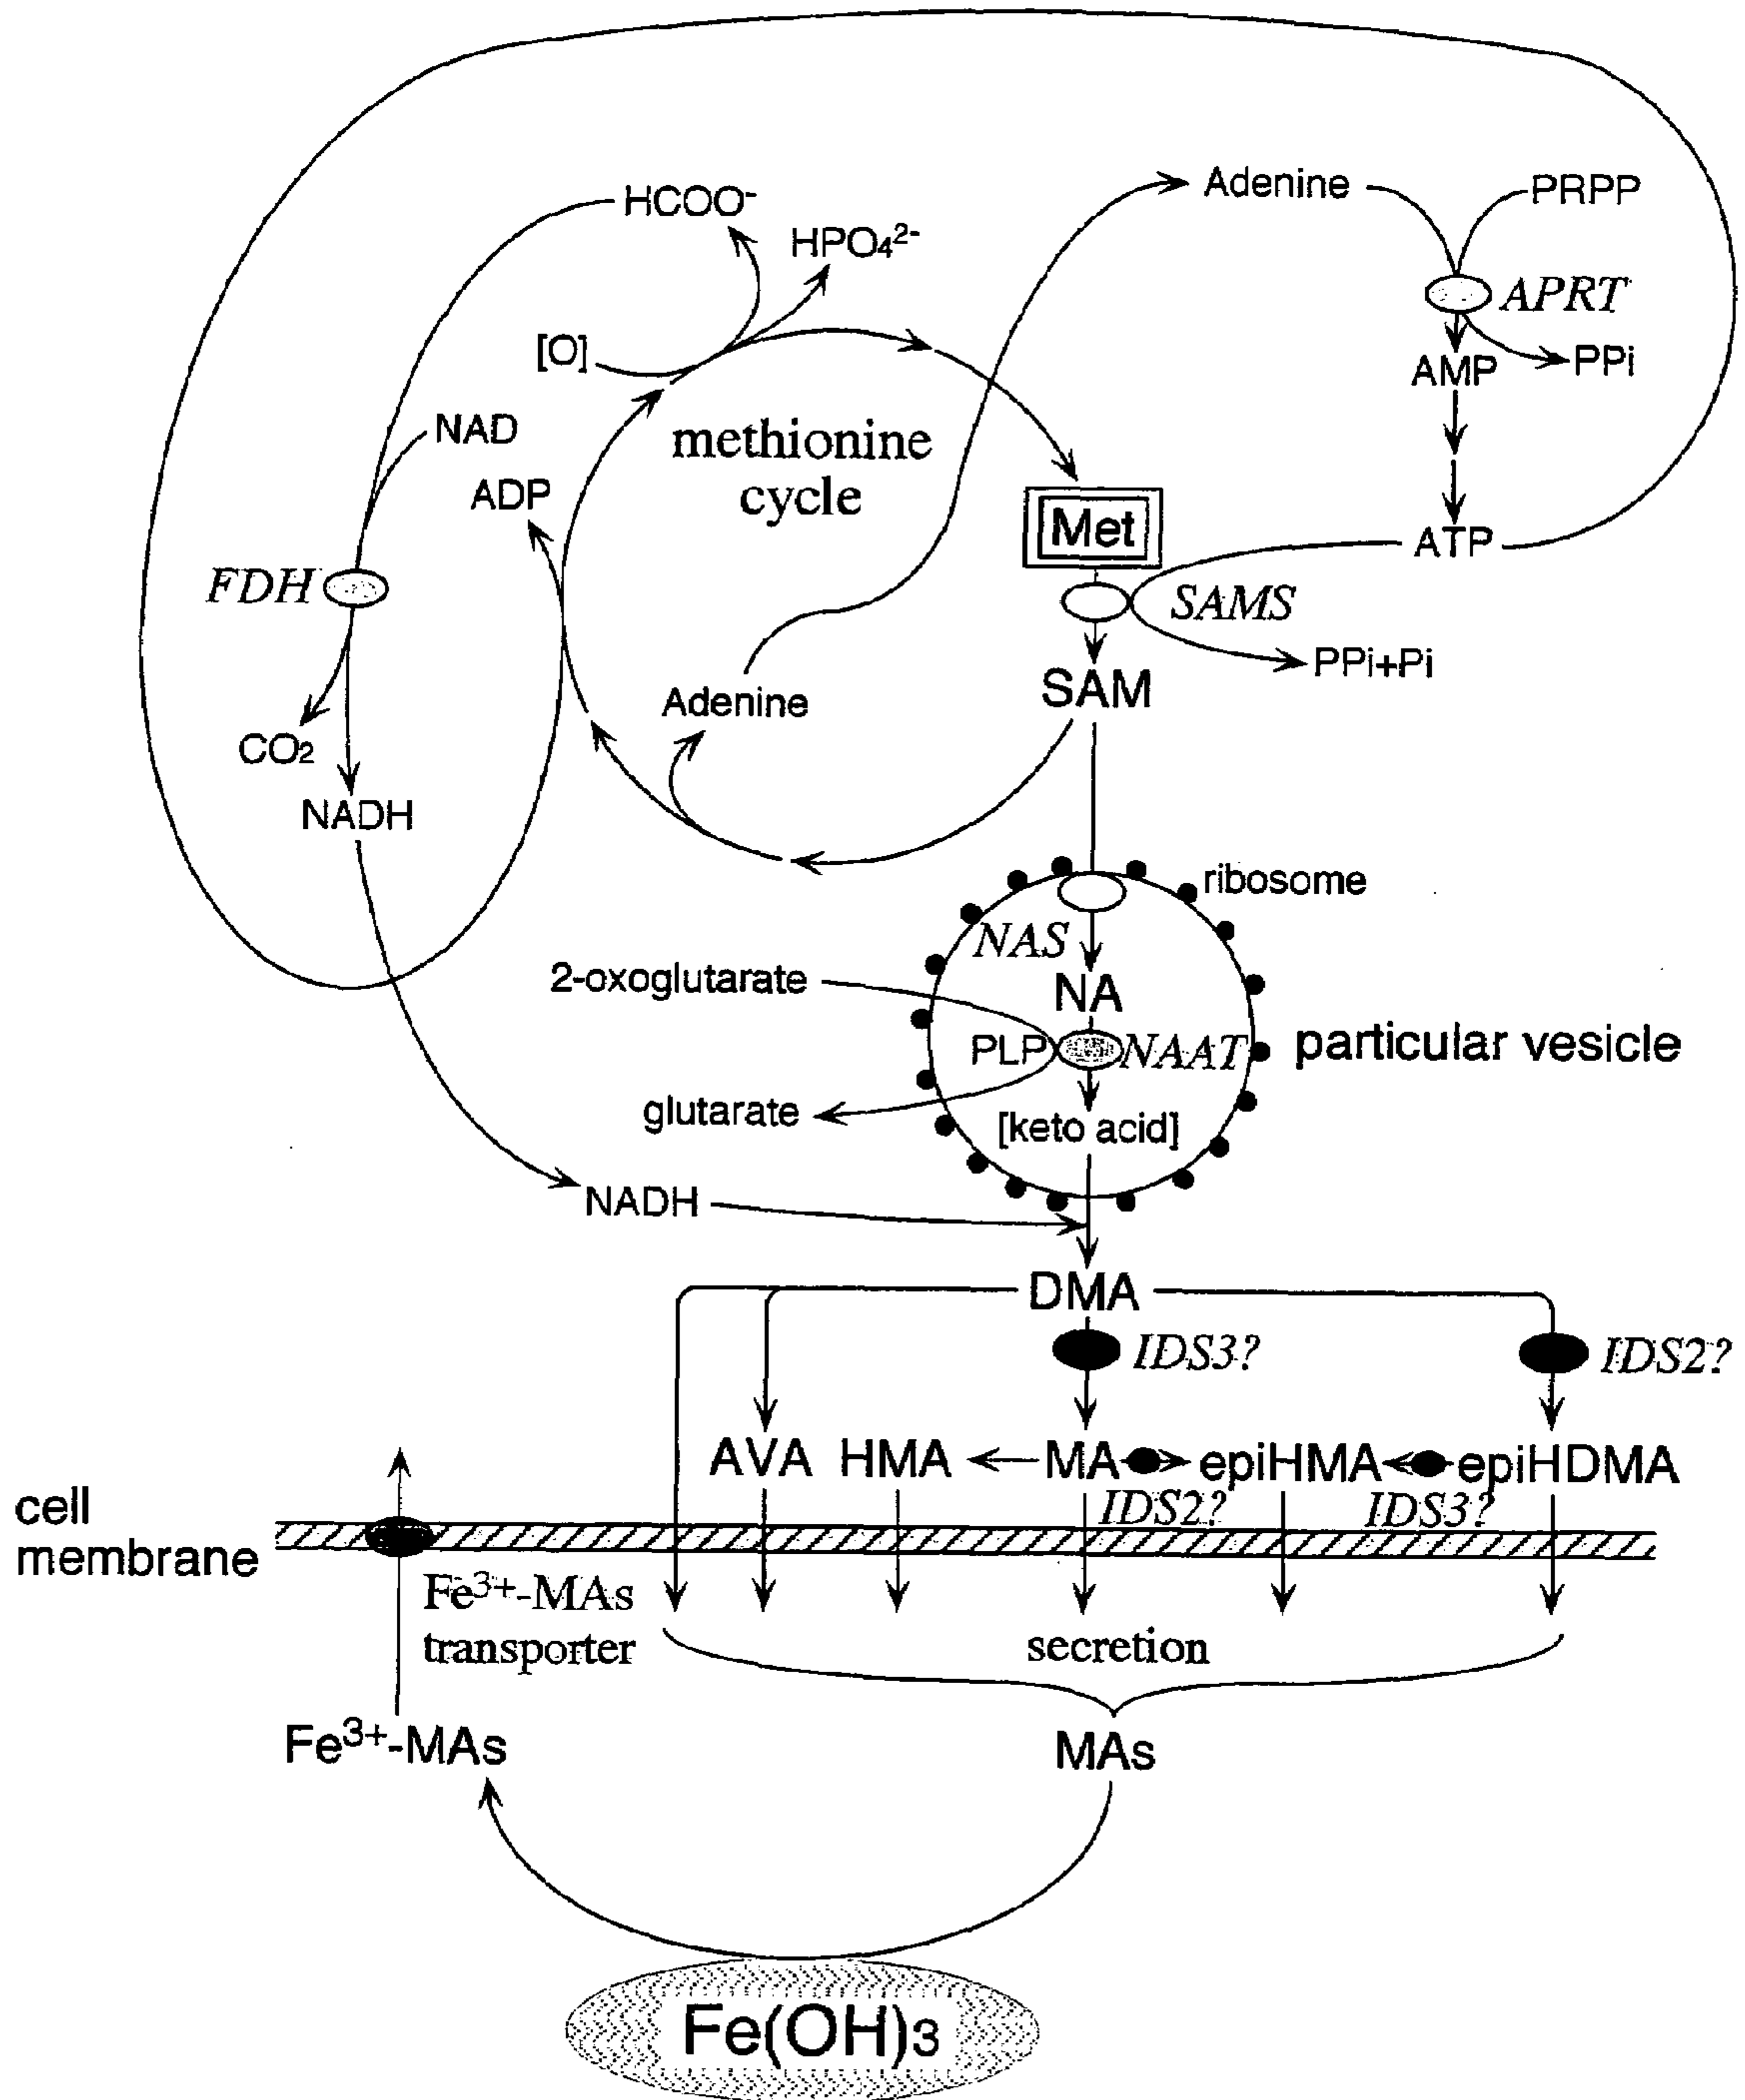 Adenine
PRPP
HCOO⁻
HPO₄²⁻
APRT
[O]
PPi
AMP
NAD
methionine
cycle
ADP
Met
ATP
FDH
SAMS
PPi+Pi
SAM
Adenine
CO₂
NADH
ribosome
NAS
2-oxoglutarate
NA
PLP
NAAT
particular vesicle
glutarate
[keto acid]
NADH
DMA
IDS3?
IDS2?
AVA
HMA
MA
epiHMA
epiHDMA
IDS2?
IDS3?
cell
membrane
Fe³⁺-MAs
transporter
secretion
Fe³⁺-MAs
MAs
Fe(OH)₃